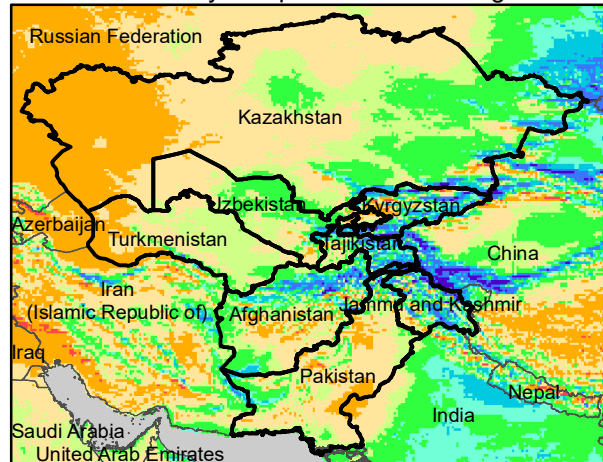 Russian Federation
Kazakhstan
Uzbekistan
Kyrgyzstan
Azerbaijan
Turkmenistan
Tajikistan
China
Iran
(Islamic Republic of)
Afghanistan
Jammu and Kashmir
Iraq
Pakistan
Nepal
India
Saudi Arabia
United Arab Emirates